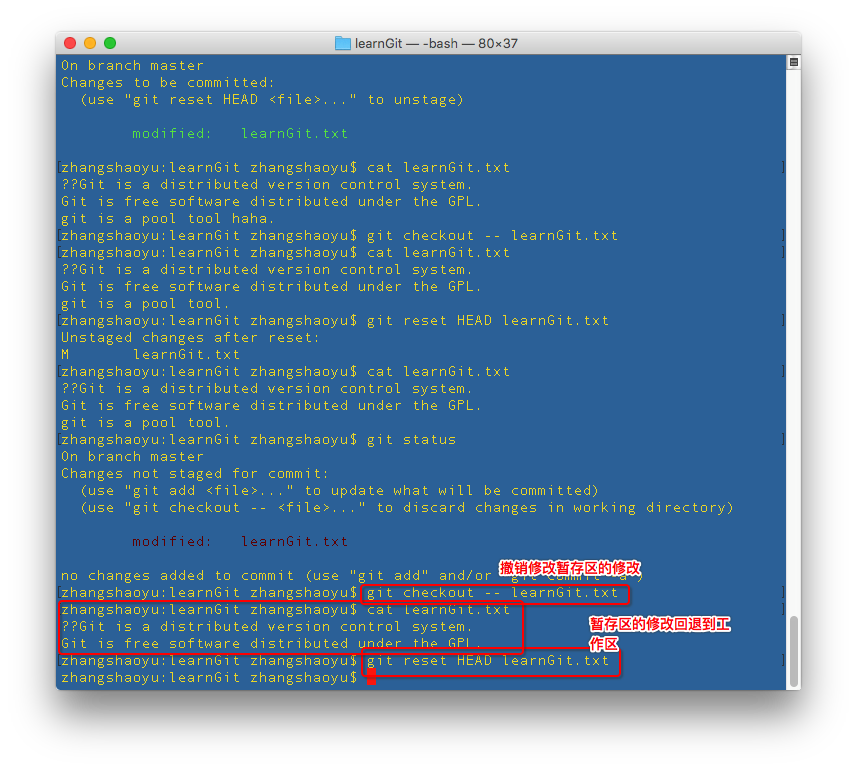 learnGit — -bash — 80×37
On branch master
Changes to be committed:
  (use "git reset HEAD <file>..." to unstage)
        modified:   learnGit.txt
[zhangshaoyu:learnGit zhangshaoyu$ cat learnGit.txt ]
??Git is a distributed version control system.
Git is free software distributed under the GPL.
git is a pool tool haha.
[zhangshaoyu:learnGit zhangshaoyu$ git checkout -- learnGit.txt ]
[zhangshaoyu:learnGit zhangshaoyu$ cat learnGit.txt ]
??Git is a distributed version control system.
Git is free software distributed under the GPL.
git is a pool tool.
[zhangshaoyu:learnGit zhangshaoyu$ git reset HEAD learnGit.txt ]
Unstaged changes after reset:
M       learnGit.txt
[zhangshaoyu:learnGit zhangshaoyu$ cat learnGit.txt ]
??Git is a distributed version control system.
Git is free software distributed under the GPL.
git is a pool tool.
[zhangshaoyu:learnGit zhangshaoyu$ git status ]
On branch master
Changes not staged for commit:
  (use "git add <file>..." to update what will be committed)
  (use "git checkout -- <file>..." to discard changes in working directory)
        modified:   learnGit.txt
撤销修改暂存区的修改
no changes added to commit (use "git add" and/or "git commit -a")
[zhangshaoyu:learnGit zhangshaoyu$ git checkout -- learnGit.txt ]
[zhangshaoyu:learnGit zhangshaoyu$ cat learnGit.txt ]
??Git is a distributed version control system.
暂存区的修改回退到工
作区
Git is free software distributed under the GPL.
[zhangshaoyu:learnGit zhangshaoyu$ git reset HEAD learnGit.txt ]
zhangshaoyu:learnGit zhangshaoyu$